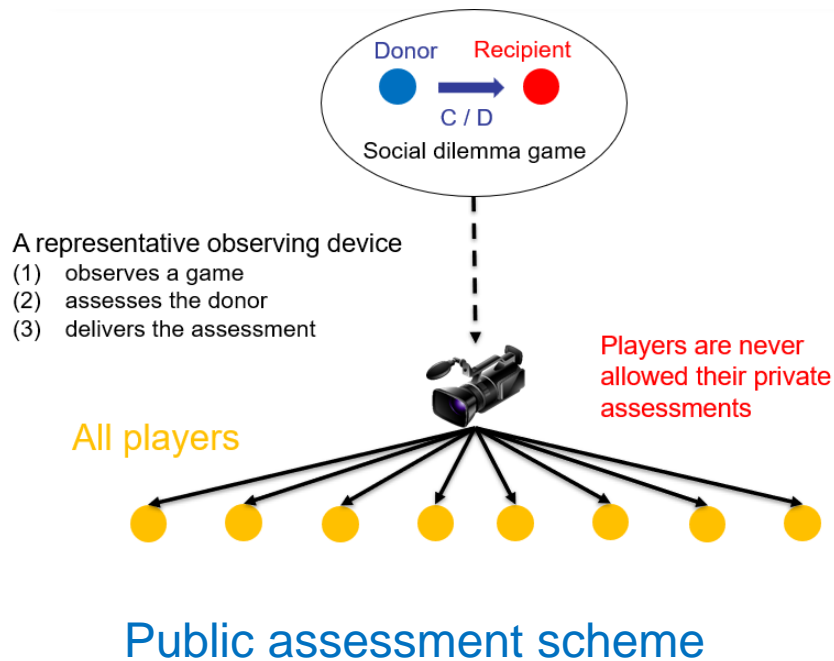 Donor
Recipient
C / D
Social dilemma game
A representative observing device
(1) observes a game
(2) assesses the donor
(3) delivers the assessment
Players are never
allowed their private
assessments
All players
Public assessment scheme